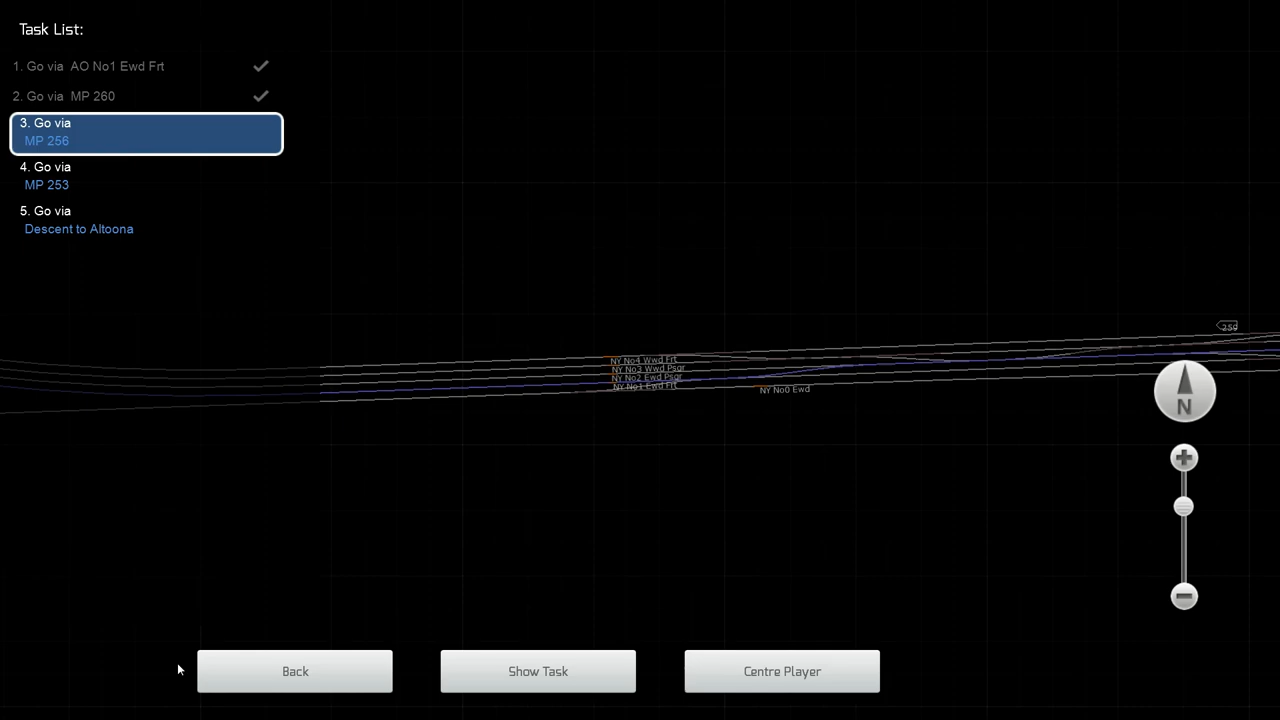 Task List:
1. Go via AO No1 Ewd Frt
2. Go via MP 260
3. Go via
MP 256
4. Go via
MP 253
5. Go via
Descent to Altoona
259
NY No4 Wwd Frt
NY No3 Wwd Psgr
NY No2 Ewd Psgr
NY No1 Ewd Frt
NY No0 Ewd
N
Back
Show Task
Centre Player